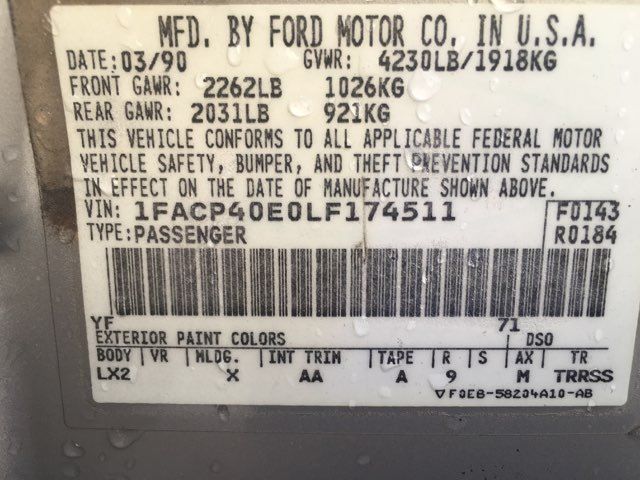 MFD. BY FORD MOTOR CO. IN U.S.A.
DATE: 03/90 GVWR: 4230LB/1918KG
FRONT GAWR: 2262LB 1026KG
REAR GAWR: 2031LB 921KG
THIS VEHICLE CONFORMS TO ALL APPLICABLE FEDERAL MOTOR
VEHICLE SAFETY, BUMPER, AND THEFT PREVENTION STANDARDS
IN EFFECT ON THE DATE OF MANUFACTURE SHOWN ABOVE.
VIN: 1FACP40E0LF174511 F0143
TYPE: PASSENGER R0184
YF 71
EXTERIOR PAINT COLORS DSO
BODY VR MLDG. INT TRIM TAPE R S AX TR
LX2 X AA A 9 M TRRSS
▽F0EB-58204A10-AB